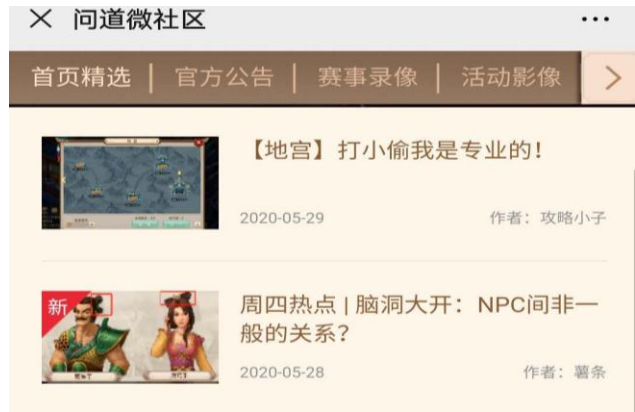 问道微社区
首页精选
官方公告
赛事录像
活动影像
【地宫】打小偷我是专业的！
2020-05-29
作者：攻略小子
新
周四热点 | 脑洞大开：NPC间非一
般的关系？
2020-05-28
作者：薯条